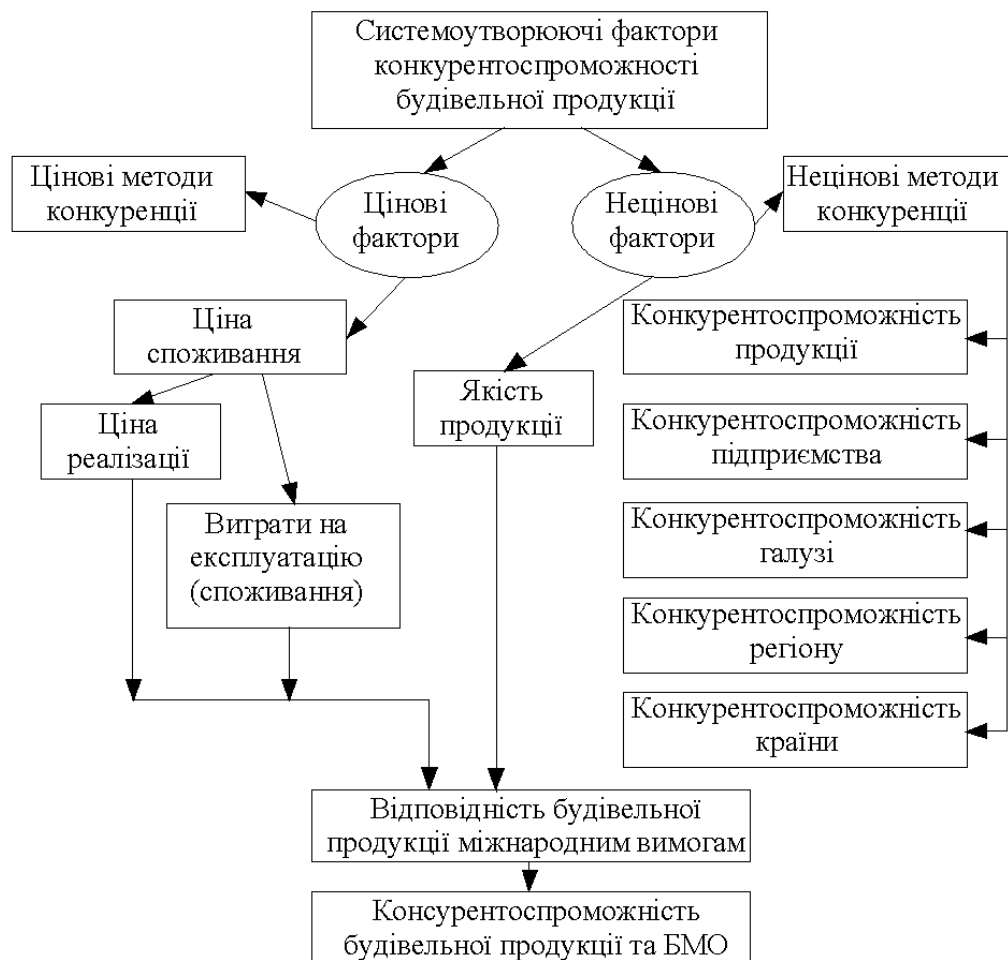 Системоутворюючі фактори
конкурентоспроможності
будівельної продукції
Цінові методи
конкуренції
Цінові
фактори
Нецінові
фактори
Нецінові методи
конкуренції
Ціна
споживання
Конкурентоспроможність
продукції
Ціна
реалізації
Якість
продукції
Конкурентоспроможність
підприємства
Витрати на
експлуатацію
(споживання)
Конкурентоспроможність
галузі
Конкурентоспроможність
регіону
Конкурентоспроможність
країни
Відповідність будівельної
продукції міжнародним вимогам
Консурентоспроможність
будівельної продукції та БМО